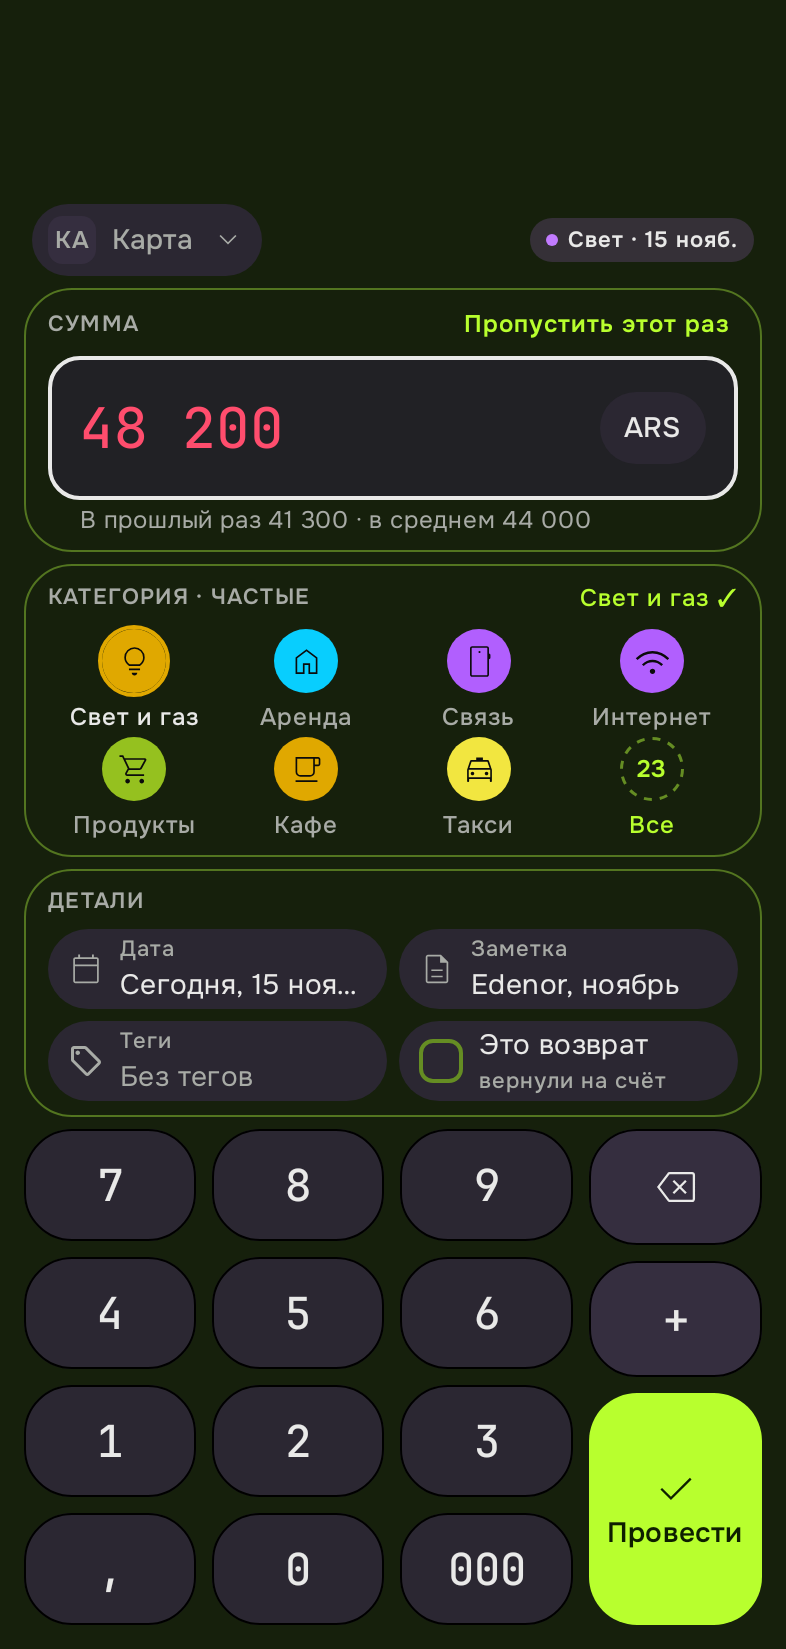 КА Карта
Свет · 15 нояб.
СУММА
Пропустить этот раз
48 200
ARS
В прошлый раз 41 300 · в среднем 44 000
КАТЕГОРИЯ · ЧАСТЫЕ
Свет и газ ✓
Свет и газ
Аренда
Связь
Интернет
23
Продукты
Кафе
Такси
Все
ДЕТАЛИ
Дата
Сегодня, 15 ноя...
Заметка
Edenor, ноябрь
Теги
Без тегов
Это возврат
вернули на счёт
7 8 9
4 5 6 +
1 2 3
Провести
, 0 000